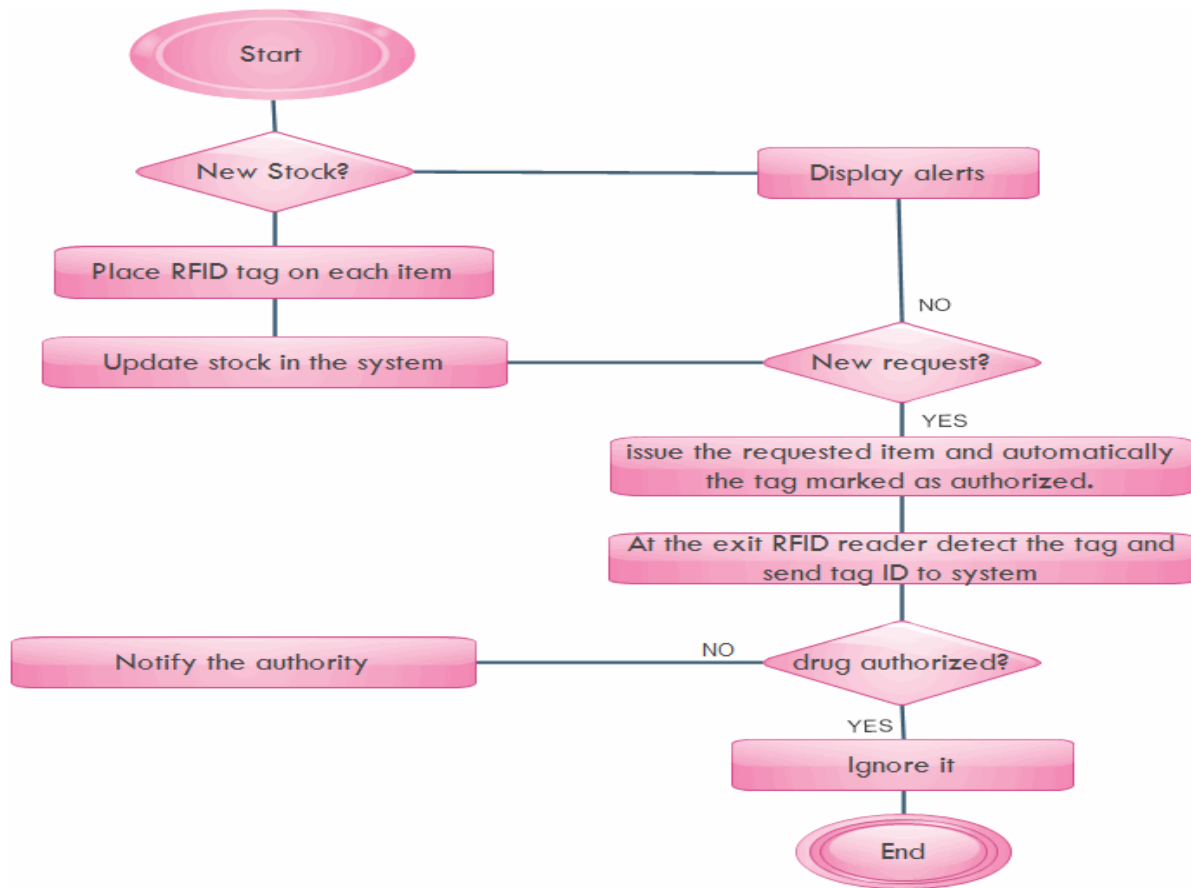 Start
New Stock?
Display alerts
Place RFID tag on each item
NO
Update stock in the system
New request?
YES
issue the requested item and automatically
the tag marked as authorized.
At the exit RFID reader detect the tag and
send tag ID to system
Notify the authority
NO
drug authorized?
YES
Ignore it
End